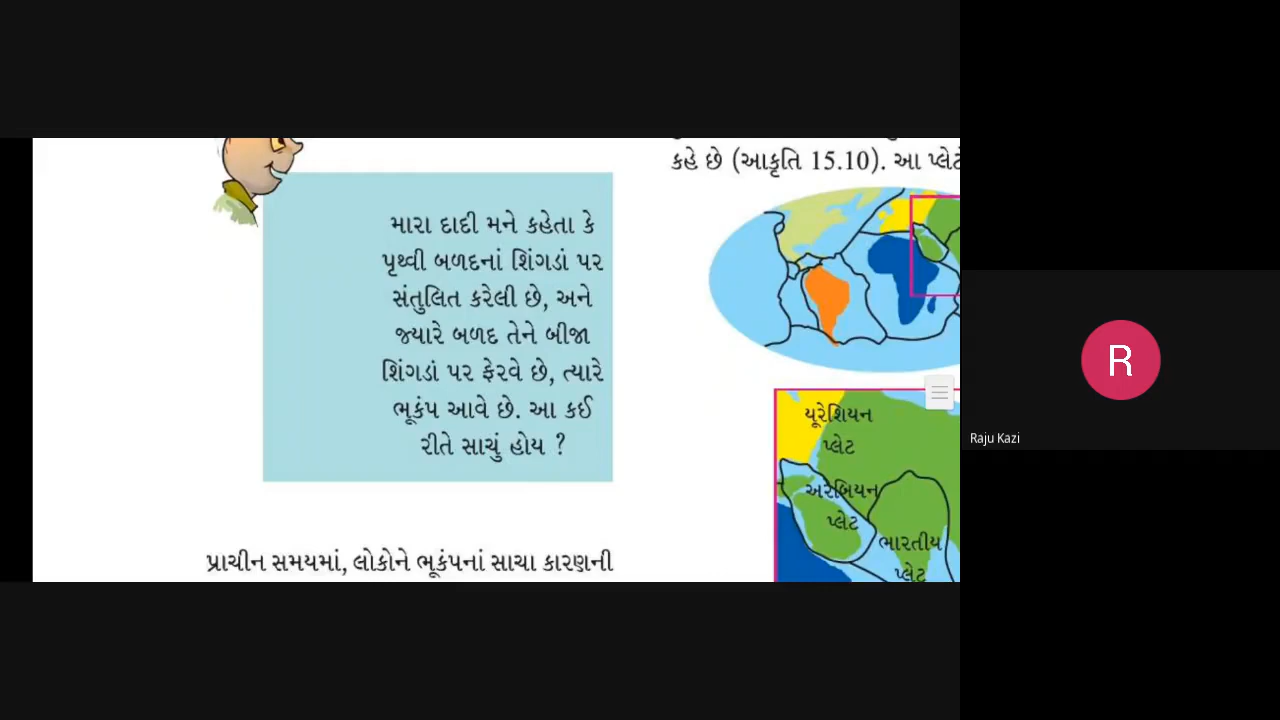 મારા દાદી મને કહેતા કે
પૃથ્વી બળદનાં શિંગડાં પર
સંતુલિત કરેલી છે, અને
જ્યારે બળદ તેને બીજા
શિંગડાં પર ફેરવે છે, ત્યારે
ભૂકંપ આવે છે. આ કઈ
રીતે સાચું હોય ?
પ્રાચીન સમયમાં, લોકોને ભૂકંપનાં સાચા કારણની
કહે છે (આકૃતિ 15.10). આ પ્લેટ
યૂરેશિયન
પ્લેટ
અરેબિયન
પ્લેટ
ભારતીય
પ્લેટ
R
Raju Kazi